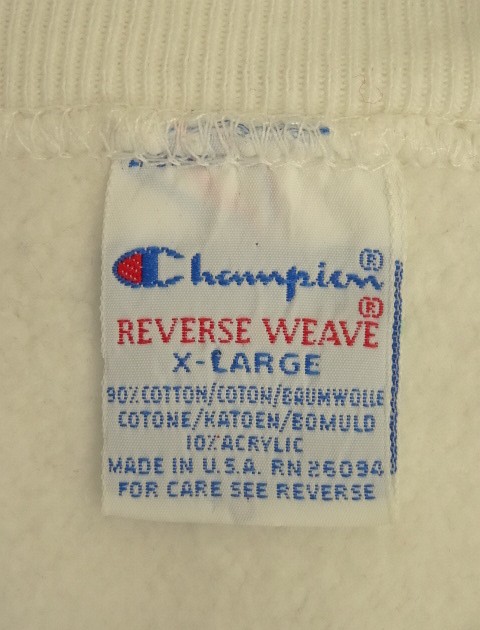 Champion®
REVERSE WEAVE®
X-LARGE
90% COTTON/COTON/BAUMWOLLE
COTONE/KATOEN/BOMULD
10% ACRYLIC
MADE IN U.S.A. RN 26094
FOR CARE SEE REVERSE